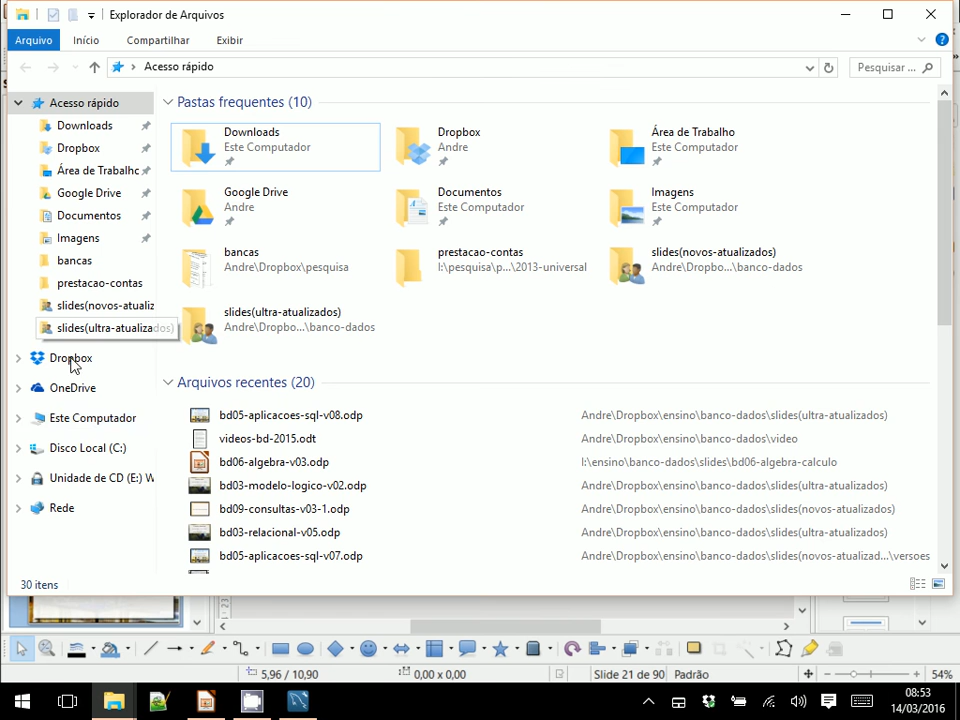 Explorador de Arquivos
Arquivo Início Compartilhar Exibir
Acesso rápido Pesquisar ...
Acesso rápido
Downloads
Dropbox
Área de Trabalhc
Google Drive
Documentos
Imagens
bancas
prestacao-contas
slides(novos-atualiz
slides(ultra-atualizados)
Dropbox
OneDrive
Este Computador
Disco Local (C:)
Unidade de CD (E:) W
Rede
Pastas frequentes (10)
Downloads
Este Computador
Dropbox
Andre
Área de Trabalho
Este Computador
Google Drive
Andre
Documentos
Este Computador
Imagens
Este Computador
bancas
Andre\Dropbox\pesquisa
prestacao-contas
I:\pesquisa\p...\2013-universal
slides(novos-atualizados)
Andre\Dropbo...\banco-dados
slides(ultra-atualizados)
Andre\Dropbo...\banco-dados
Arquivos recentes (20)
bd05-aplicacoes-sql-v08.odp Andre\Dropbox\ensino\banco-dados\slides(ultra-atualizados)
videos-bd-2015.odt Andre\Dropbox\ensino\banco-dados\video
bd06-algebra-v03.odp I:\ensino\banco-dados\slides\bd06-algebra-calculo
bd03-modelo-logico-v02.odp Andre\Dropbox\ensino\banco-dados\slides(ultra-atualizados)
bd09-consultas-v03-1.odp Andre\Dropbox\ensino\banco-dados\slides(novos-atualizados)
bd03-relacional-v05.odp Andre\Dropbox\ensino\banco-dados\slides(ultra-atualizados)
bd05-aplicacoes-sql-v07.odp Andre\Dropbox\ensino\banco-dados\slides(novos-atualizad...\versoes
30 itens
5,96 / 10,90 0,00 x 0,00 Slide 21 de 90 Padrão 54%
08:53
14/03/2016